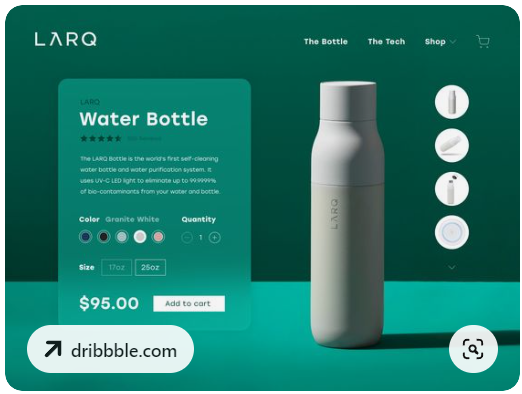 LARQ
The Bottle
The Tech
Shop
LARQ
Water Bottle
The LARQ Bottle is the world's first self-cleaning
water bottle and water purification system. It
uses UV-C LED light to eliminate up to 99.9999%
of bio-contaminants from your water and bottle.
Color Granite White
Quantity
1
Size
17oz
25oz
$95.00
Add to cart
LARQ
dribbble.com